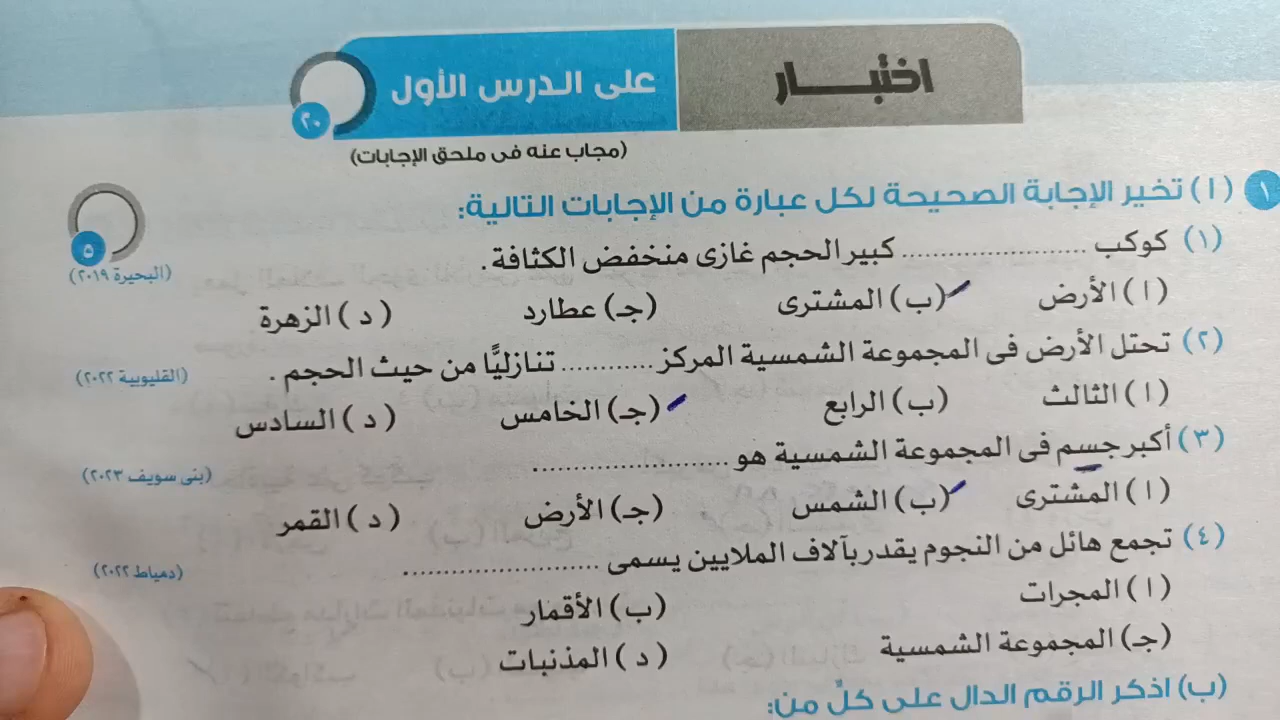 اختبار على الدرس الأول
٢٠
(مجاب عنه فى ملحق الإجابات)
١ (ا) تخير الإجابة الصحيحة لكل عبارة من الإجابات التالية:
٥
(١) كوكب ..................... كبير الحجم غازى منخفض الكثافة.
(البحيرة ٢٠١٩)
(ا) الأرض (ب) المشترى (جـ) عطارد (د) الزهرة
(٢) تحتل الأرض فى المجموعة الشمسية المركز ............ تنازليًّا من حيث الحجم.
(القليوبية ٢٠٢٢)
(ا) الثالث (ب) الرابع (جـ) الخامس (د) السادس
(٣) أكبر جسم فى المجموعة الشمسية هو .........................
(بنى سويف ٢٠٢٣)
(ا) المشترى (ب) الشمس (جـ) الأرض (د) القمر
(٤) تجمع هائل من النجوم يقدر بآلاف الملايين يسمى .........................
(دمياط ٢٠٢٢)
(ا) المجرات (ب) الأقمار
(جـ) المجموعة الشمسية (د) المذنبات
(ب) اذكر الرقم الدال على كلٍّ من: